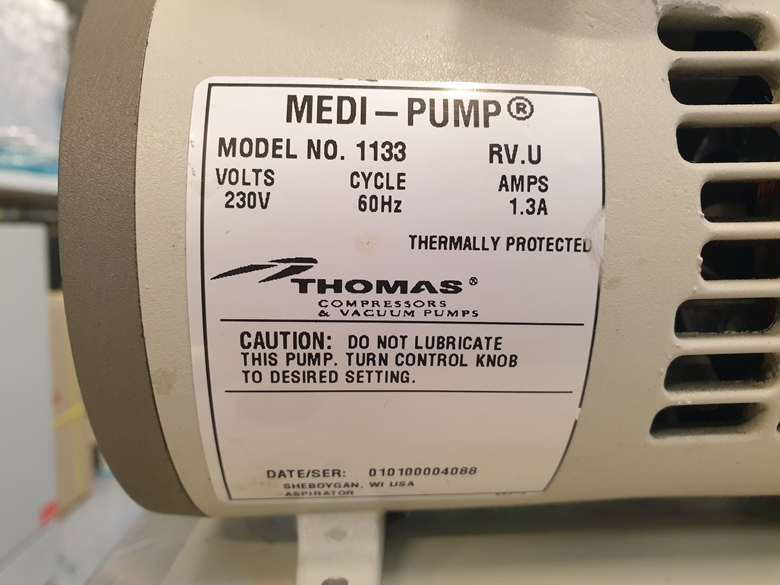 MEDI-PUMP®
MODEL NO. 1133 RV.U
VOLTS CYCLE AMPS
230V 60Hz 1.3A
THERMALLY PROTECTED
THOMAS®
COMPRESSORS
& VACUUM PUMPS
CAUTION: DO NOT LUBRICATE
THIS PUMP. TURN CONTROL KNOB
TO DESIRED SETTING.
DATE/SER: 010100004088
SHEBOYGAN, WI USA
ASPIRATOR